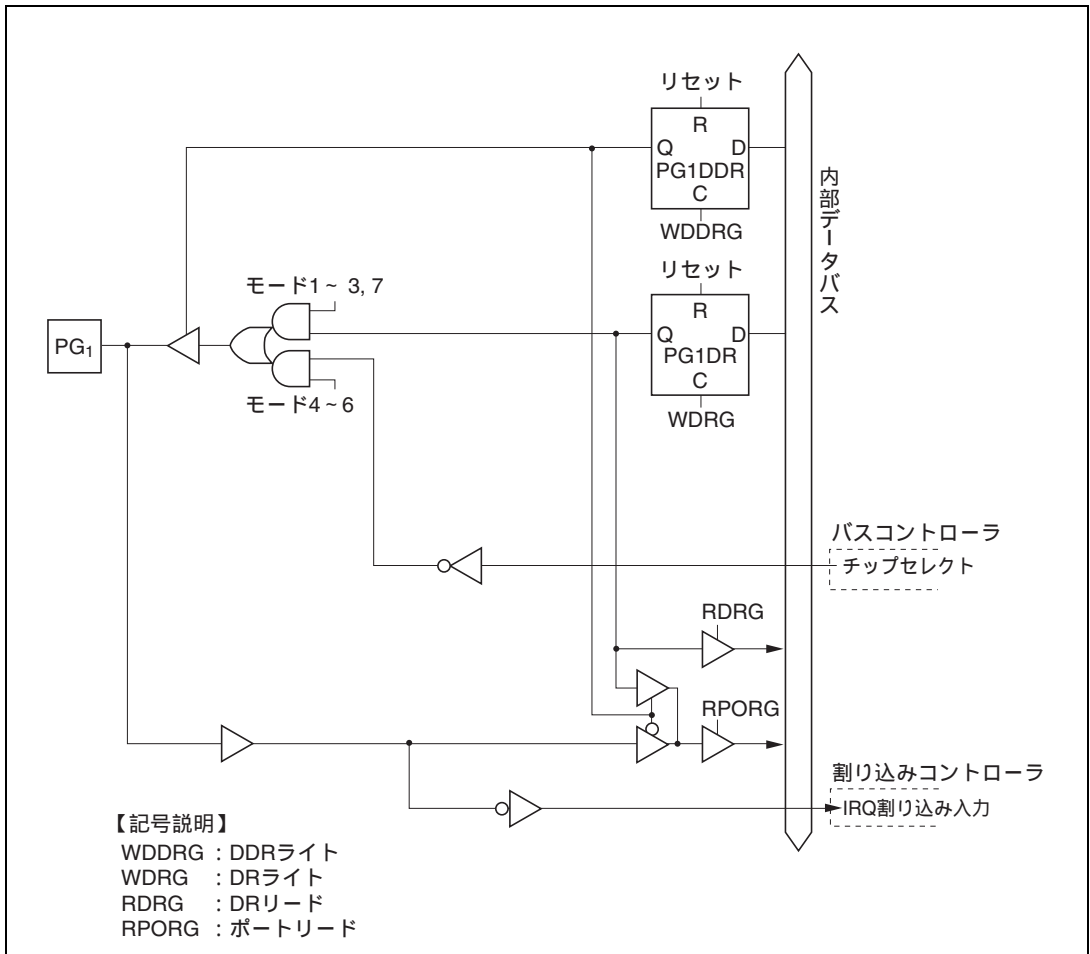 リセット
R
Q D
PG1DDR
C
WDDRG
リセット
R
Q D
PG1DR
C
WDRG
内部データバス
モード1～3, 7
PG₁
モード4～6
バスコントローラ
チップセレクト
RDRG
RPORG
割り込みコントローラ
IRQ割り込み入力
【記号説明】
WDDRG : DDRライト
WDRG : DRライト
RDRG : DRリード
RPORG : ポートリード